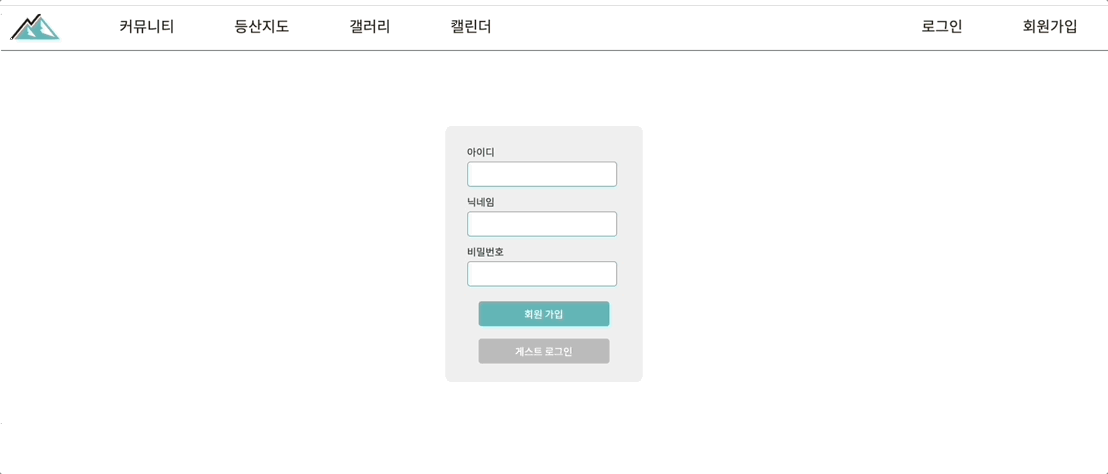 커뮤니티 등산지도 갤러리 캘린더 로그인 회원가입
아이디
닉네임
비밀번호
회원 가입
게스트 로그인